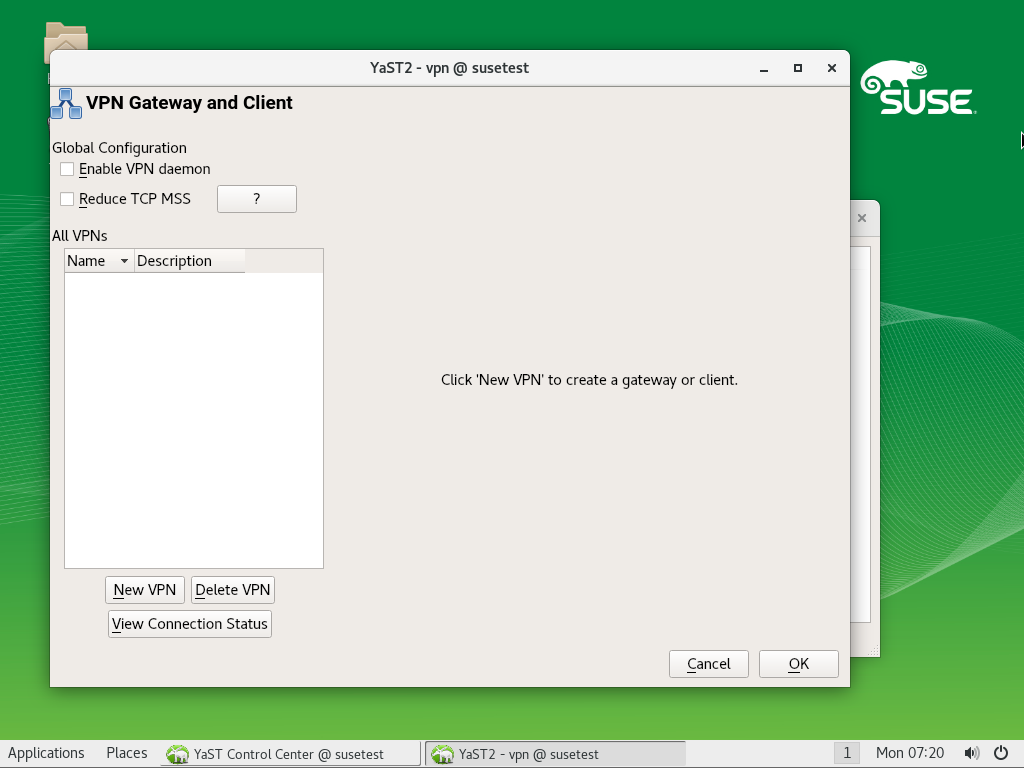 YaST2 - vpn @ susetest
VPN Gateway and Client
SUSE
Global Configuration
Enable VPN daemon
Reduce TCP MSS
?
All VPNs
Name Description
Click 'New VPN' to create a gateway or client.
New VPN Delete VPN
View Connection Status
Cancel OK
Applications Places YaST Control Center @ susetest YaST2 - vpn @ susetest 1 Mon 07:20